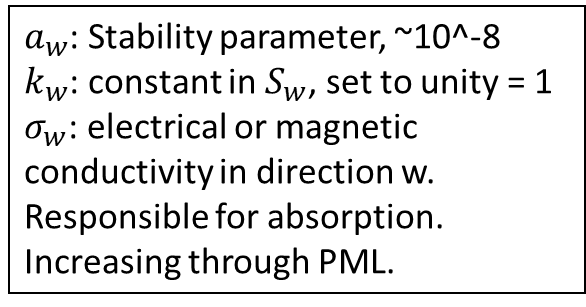 a_w: Stability parameter, ~10^-8
k_w: constant in S_w, set to unity = 1
σ_w: electrical or magnetic
conductivity in direction w.
Responsible for absorption.
Increasing through PML.